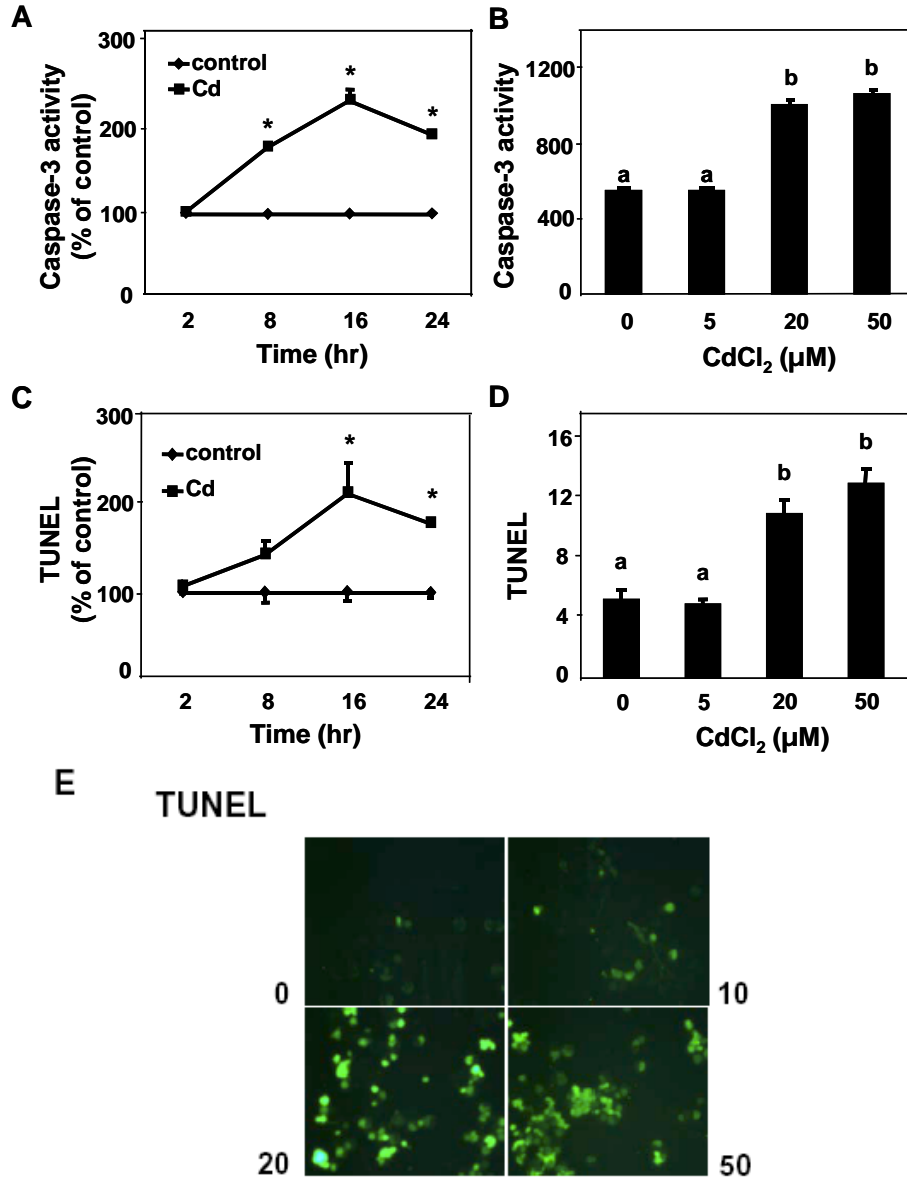 A
300
200
100
0
Caspase-3 activity
(% of control)
control
Cd
*
*
*
2 8 16 24
Time (hr)
B
1200
800
400
0
Caspase-3 activity
a a b b
0 5 20 50
CdCl2 (µM)
C
300
200
100
0
TUNEL
(% of control)
control
Cd
*
*
2 8 16 24
Time (hr)
D
16
12
8
4
0
TUNEL
a a b b
0 5 20 50
CdCl2 (µM)
E
TUNEL
0 10
20 50